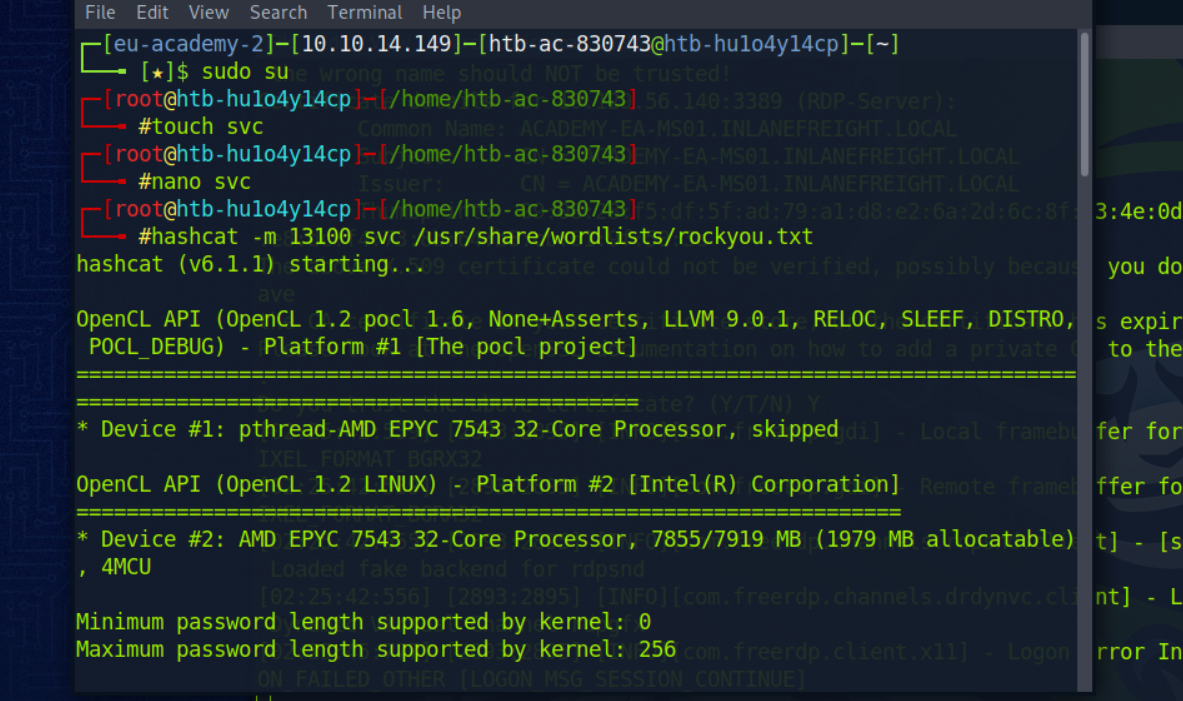 File Edit View Search Terminal Help
┌─[eu-academy-2]─[10.10.14.149]─[htb-ac-830743@htb-hu1o4y14cp]─[~]
└──╼ [★]$ sudo su
┌─[root@htb-hu1o4y14cp]─[/home/htb-ac-830743]
└──╼ #touch svc
┌─[root@htb-hu1o4y14cp]─[/home/htb-ac-830743]
└──╼ #nano svc
┌─[root@htb-hu1o4y14cp]─[/home/htb-ac-830743]
└──╼ #hashcat -m 13100 svc /usr/share/wordlists/rockyou.txt
hashcat (v6.1.1) starting...
OpenCL API (OpenCL 1.2 pocl 1.6, None+Asserts, LLVM 9.0.1, RELOC, SLEEF, DISTRO,
 POCL_DEBUG) - Platform #1 [The pocl project]
================================================================================
=============================================
* Device #1: pthread-AMD EPYC 7543 32-Core Processor, skipped
OpenCL API (OpenCL 1.2 LINUX) - Platform #2 [Intel(R) Corporation]
==================================================================
* Device #2: AMD EPYC 7543 32-Core Processor, 7855/7919 MB (1979 MB allocatable)
, 4MCU
Minimum password length supported by kernel: 0
Maximum password length supported by kernel: 256
wrong name should NOT be trusted!
56.140:3389 (RDP-Server):
Common Name: ACADEMY-EA-MS01.INLANEFREIGHT.LOCAL
EMY-EA-MS01.INLANEFREIGHT.LOCAL
Issuer: CN = ACADEMY-EA-MS01.INLANEFREIGHT.LOCAL
f5:df:5f:ad:79:a1:d8:e2:6a:2d:6c:8f:
3:4e:0d
509 certificate could not be verified, possibly becaus
you do
ave
s expir
umentation on how to add a private
to the
cate? (Y/T/N) Y
gdi] - Local framebu
fer for
IXEL_FORMAT_BGRX32
- Remote frameb
ffer fo
t] - [s
Loaded fake backend for rdpsnd
[02:25:42:556] [2893:2895] [INFO][com.freerdp.channels.drdynvc.cli
nt] - L
[com.freerdp.client.x11] - Logon
rror In
ON_FAILED_OTHER [LOGON_MSG_SESSION_CONTINUE]